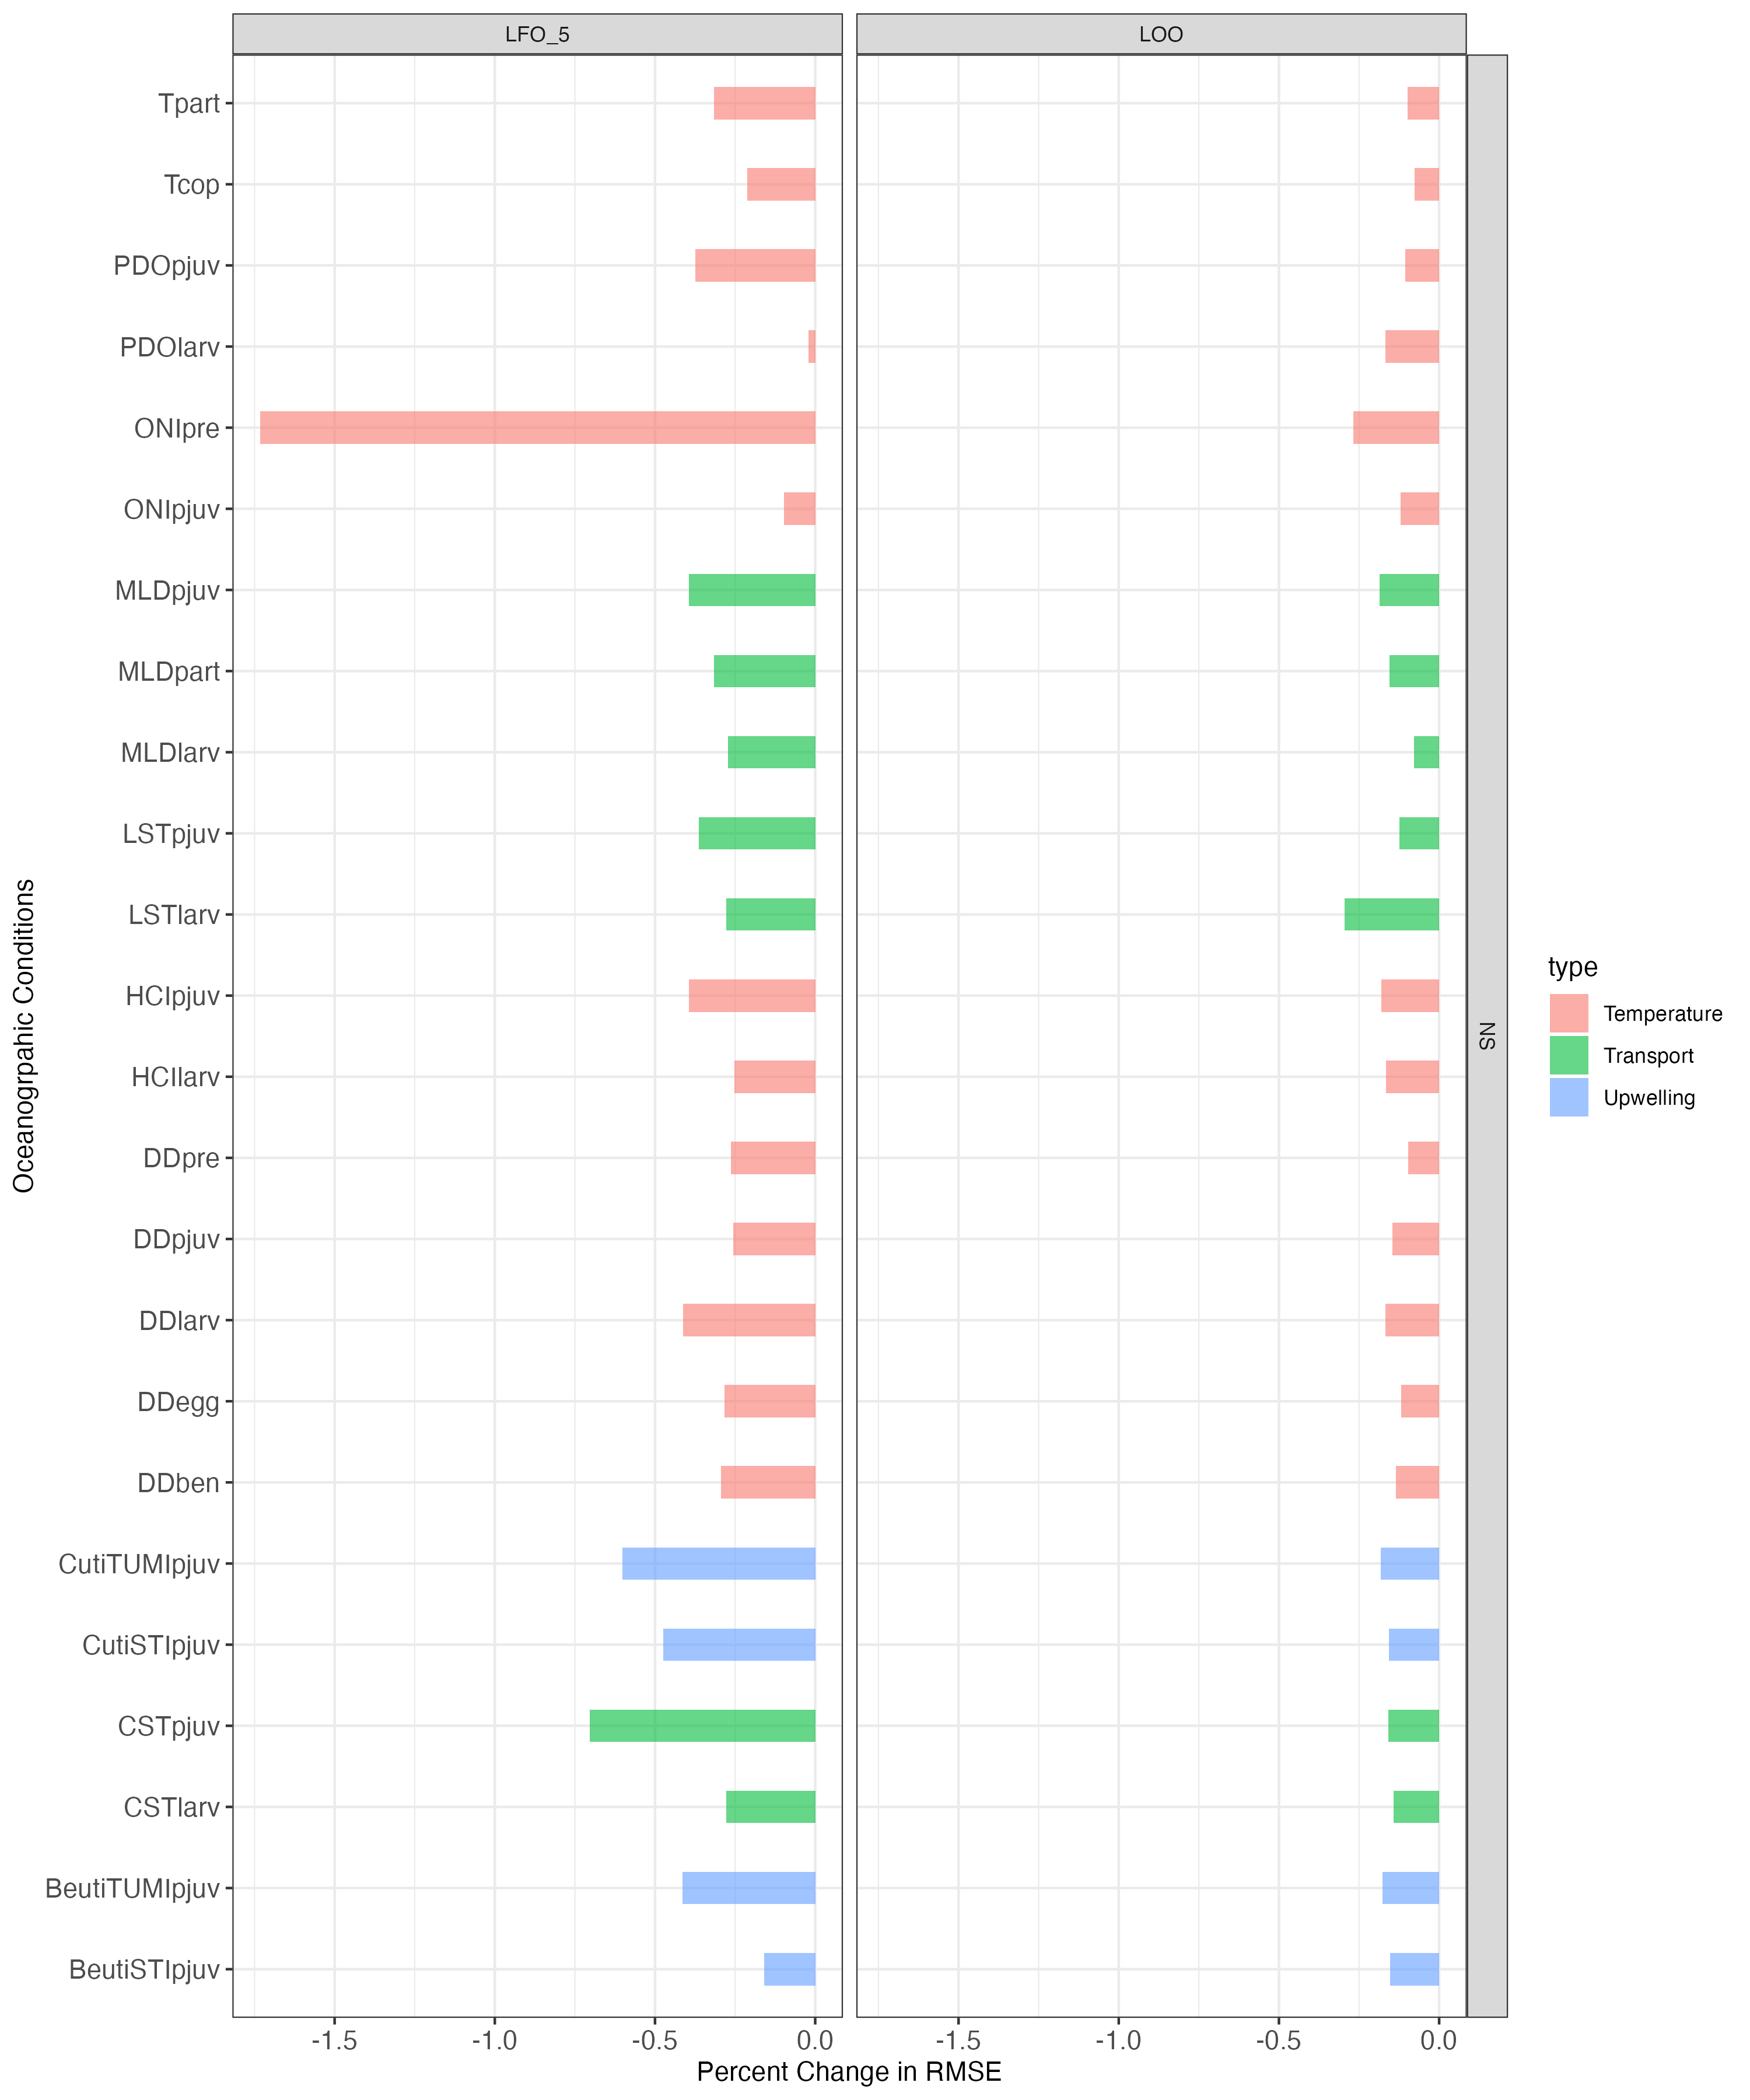 LFO_5
LOO
Tpart
Tcop
PDOpjuv
PDOlarv
ONIpre
ONIpjuv
MLDpjuv
MLDpart
MLDlarv
LSTpjuv
LSTlarv
HCIpjuv
HCIlarv
DDpre
DDpjuv
DDlarv
DDegg
DDben
CutiTUMIpjuv
CutiSTIpjuv
CSTpjuv
CSTlarv
BeutiTUMIpjuv
BeutiSTIpjuv
Oceanogrpahic Conditions
NS
-1.5 -1.0 -0.5 0.0
-1.5 -1.0 -0.5 0.0
Percent Change in RMSE
type
Temperature
Transport
Upwelling